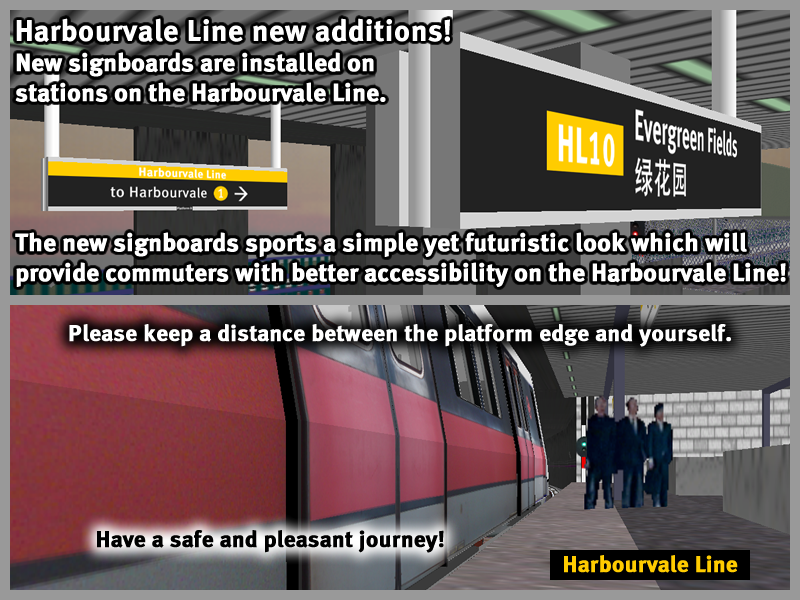 Harbourvale Line new additions!
New signboards are installed on
stations on the Harbourvale Line.
HL10
Evergreen Fields
绿花园
Harbourvale Line
to Harbourvale 1 →
The new signboards sports a simple yet futuristic look which will
provide commuters with better accessibility on the Harbourvale Line!
Please keep a distance between the platform edge and yourself.
Have a safe and pleasant journey!
Harbourvale Line